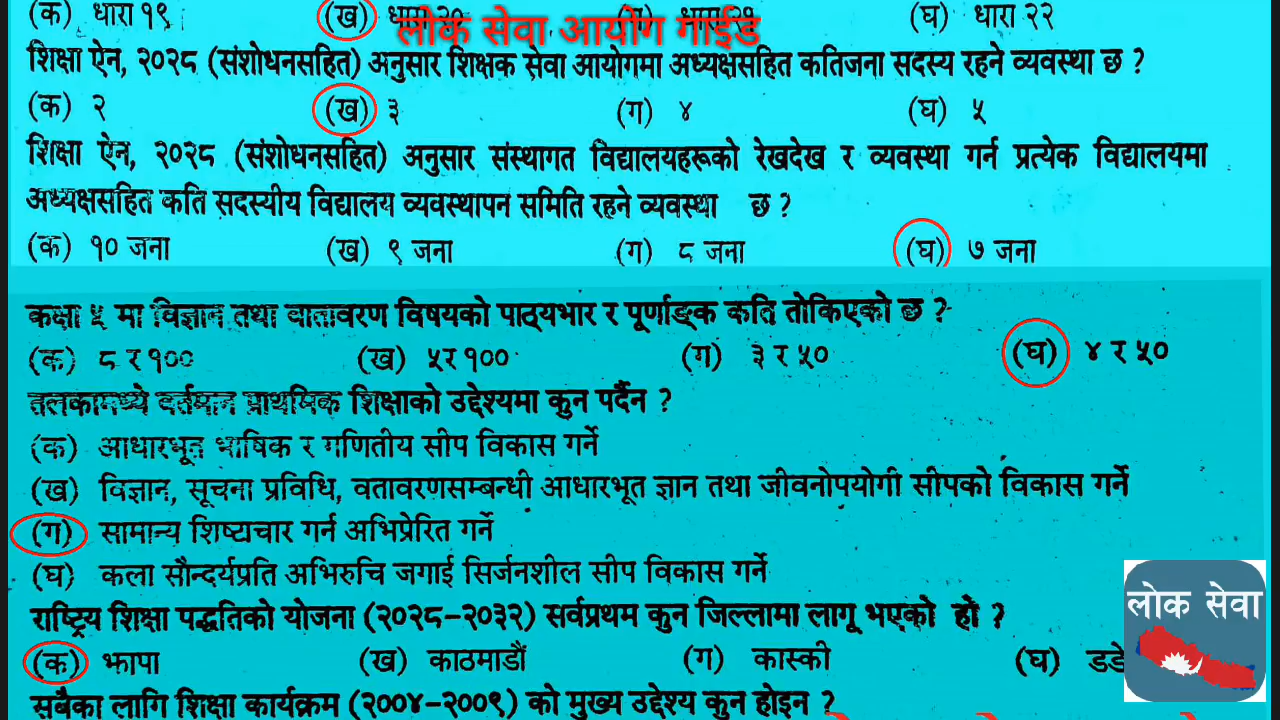 (क) धारा १९ (ख) धारा २० (ग) धारा २१ (घ) धारा २२
लोक सेवा आयोग गाईड
शिक्षा ऐन, २०२८ (संशोधनसहित) अनुसार शिक्षक सेवा आयोगमा अध्यक्षसहित कतिजना सदस्य रहने व्यवस्था छ ?
(क) २ (ख) ३ (ग) ४ (घ) ५
शिक्षा ऐन, २०२८ (संशोधनसहित) अनुसार संस्थागत विद्यालयहरूको रेखदेख र व्यवस्था गर्न प्रत्येक विद्यालयमा
अध्यक्षसहित कति सदस्यीय विद्यालय व्यवस्थापन समिति रहने व्यवस्था छ ?
(क) १० जना (ख) ९ जना (ग) ८ जना (घ) ७ जना
कक्षा ५ मा विज्ञान तथा वातावरण विषयको पाठ्यभार र पूर्णाङ्क कति तोकिएको छ ?
(क) ८ र १०० (ख) ५ र १०० (ग) ३ र ५० (घ) ४ र ५०
तलकामध्ये वर्तमान प्राथमिक शिक्षाको उद्देश्यमा कुन पर्दैन ?
(क) आधारभूत भाषिक र गणितीय सीप विकास गर्ने
(ख) विज्ञान, सूचना प्रविधि, वतावरणसम्बन्धी आधारभूत ज्ञान तथा जीवनोपयोगी सीपको विकास गर्ने
(ग) सामान्य शिष्टाचार गर्न अभिप्रेरित गर्ने
(घ) कला सौन्दर्यप्रति अभिरुचि जगाई सिर्जनशील सीप विकास गर्ने
लोक सेवा
राष्ट्रिय शिक्षा पद्धतिको योजना (२०२८–२०३२) सर्वप्रथम कुन जिल्लामा लागू भएको हो ?
(क) झापा (ख) काठमाडौं (ग) कास्की (घ)
सबैका लागि शिक्षा कार्यक्रम (२००४–२००९) को मुख्य उद्देश्य कुन होइन ?